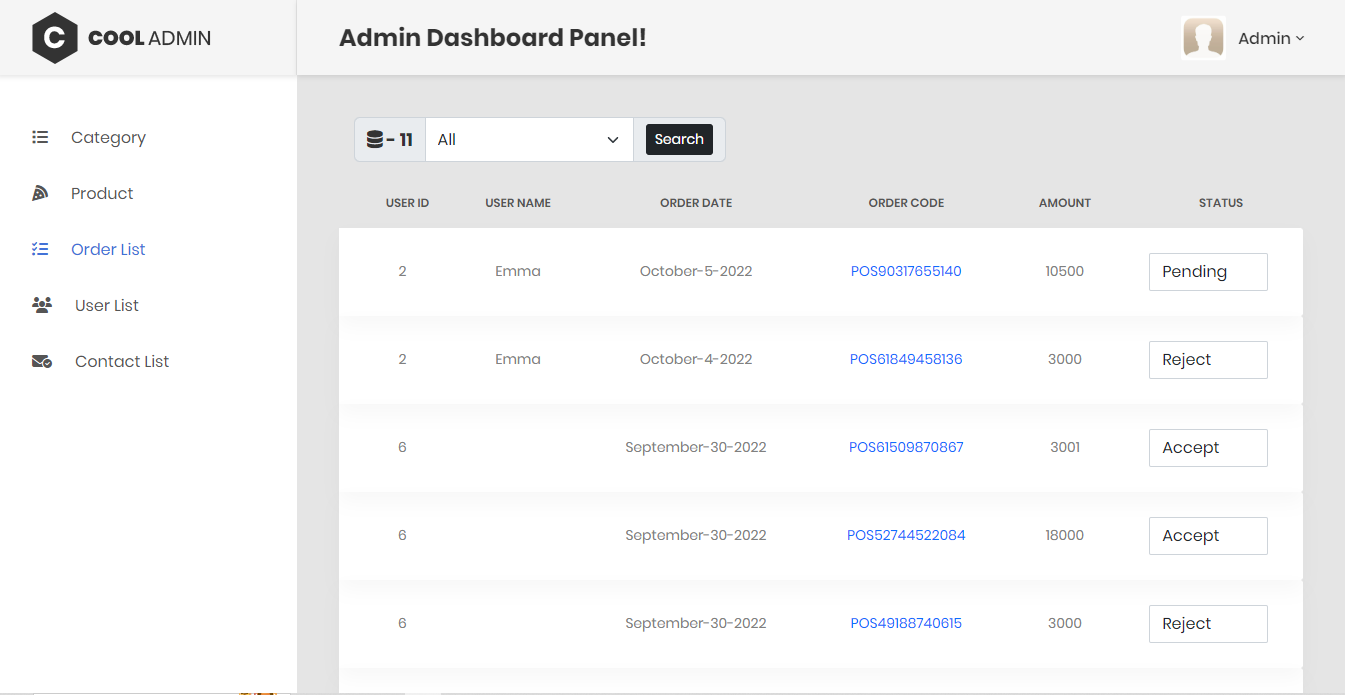 C COOL ADMIN
Admin Dashboard Panel!
Admin
Category
Product
Order List
User List
Contact List
- 11 All Search
USER ID USER NAME ORDER DATE ORDER CODE AMOUNT STATUS
2 Emma October-5-2022 POS90317655140 10500 Pending
2 Emma October-4-2022 POS61849458136 3000 Reject
6 September-30-2022 POS61509870867 3001 Accept
6 September-30-2022 POS52744522084 18000 Accept
6 September-30-2022 POS49188740615 3000 Reject